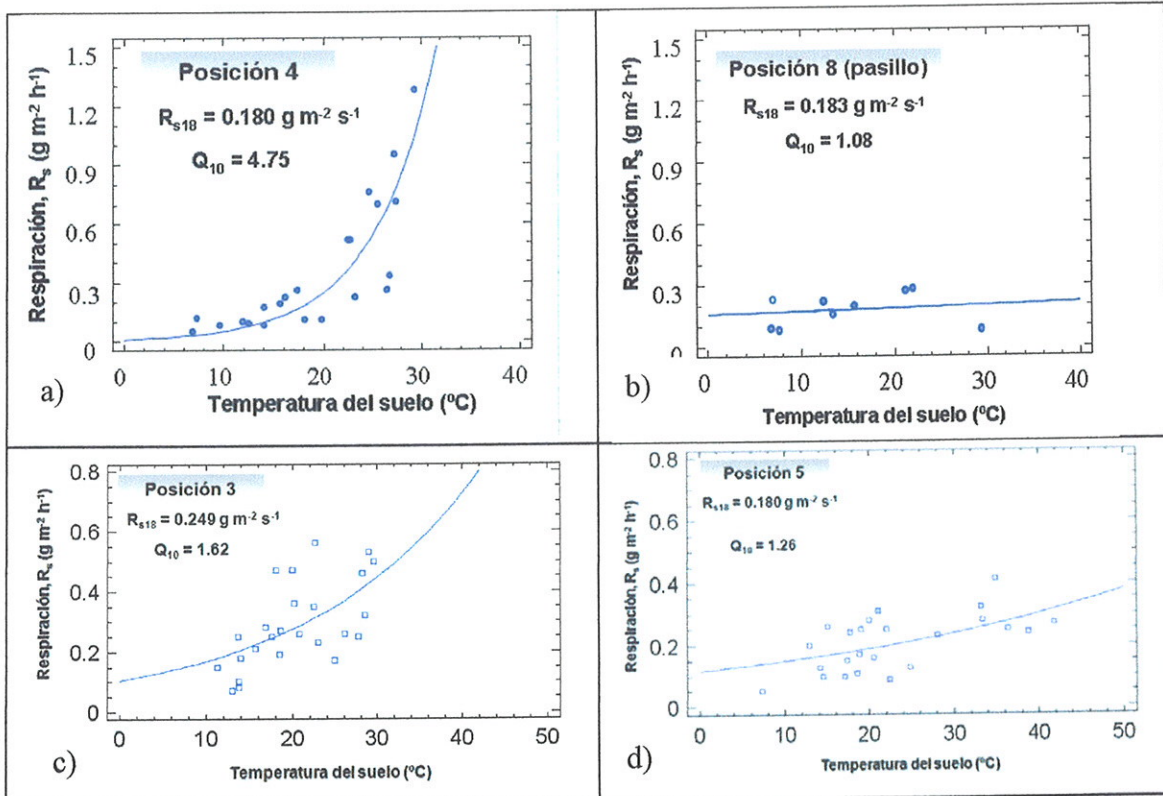 Respiración, Rs (g m-2 h-1)
1.5
1.2
0.9
0.6
0.3
0
Posición 4
Rs18 = 0.180 g m-2 s-1
Q10 = 4.75
0 10 20 30 40
Temperatura del suelo (ºC)
a)
Respiración, Rs (g m-2 h-1)
1.5
1.2
0.9
0.6
0.3
0
Posición 8 (pasillo)
Rs18 = 0.183 g m-2 s-1
Q10 = 1.08
0 10 20 30 40
Temperatura del suelo (ºC)
b)
Respiración, Rs (g m-2 h-1)
0.8
0.6
0.4
0.2
0
Posición 3
Rs18 = 0.249 g m-2 s-1
Q10 = 1.62
0 10 20 30 40 50
Temperatura del suelo (ºC)
c)
Respiración, Rs (g m-2 h-1)
0.8
0.6
0.4
0.2
0
Posición 5
Rs18 = 0.180 g m-2 s-1
Q10 = 1.26
0 10 20 30 40 50
Temperatura del suelo (ºC)
d)